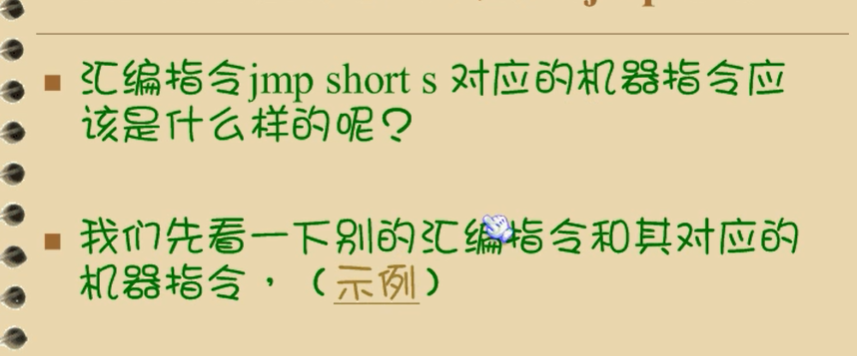 汇编指令jmp short s 对应的机器指令应
该是什么样的呢？
我们先看一下别的汇编指令和其对应的
机器指令，（示例）